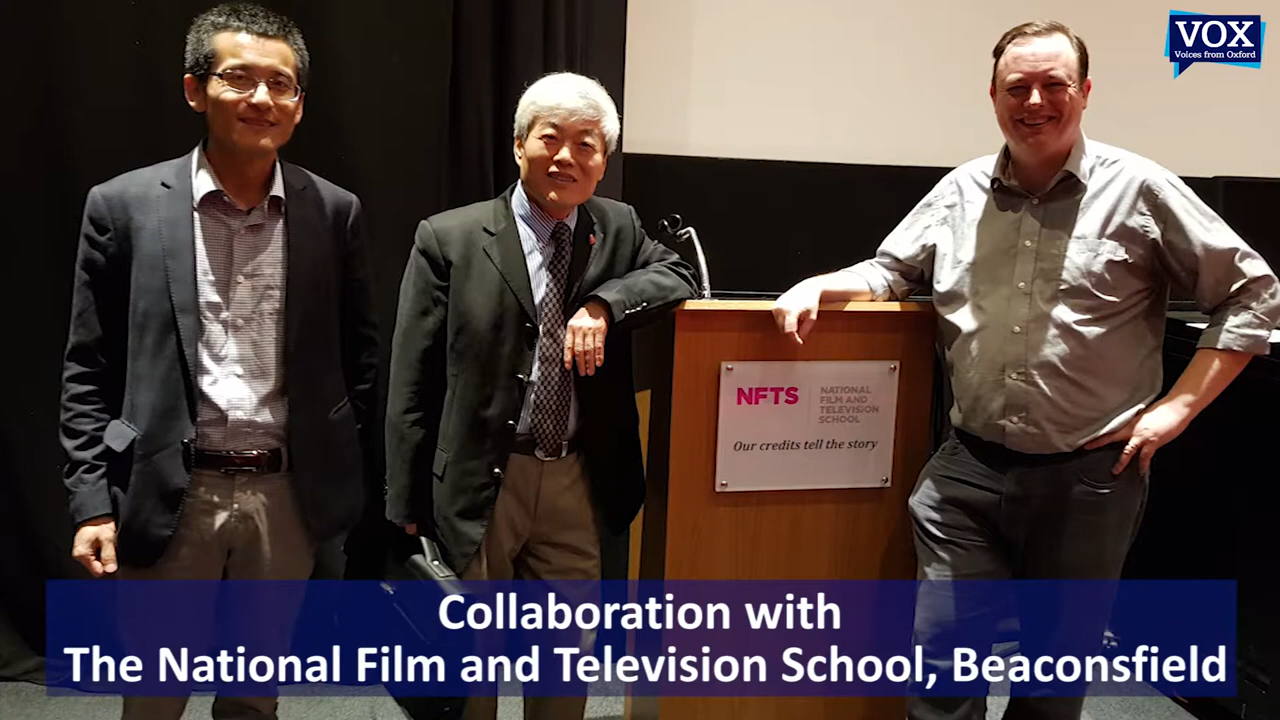 VOX
Voices from Oxford
NFTS
NATIONAL
FILM AND
TELEVISION
SCHOOL
Our credits tell the story
Collaboration with
The National Film and Television School, Beaconsfield